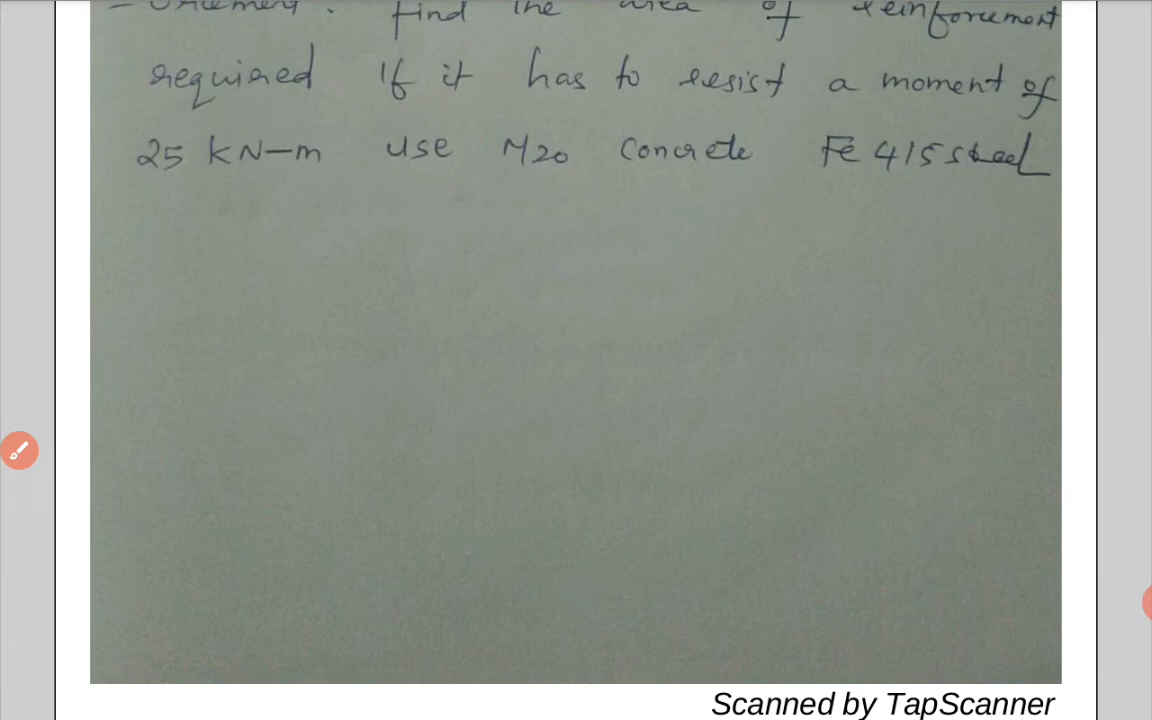 find the area of reinforcement
required If it has to resist a moment of
25 KN-m use M20 Concrete Fe 415 steel
Scanned by TapScanner